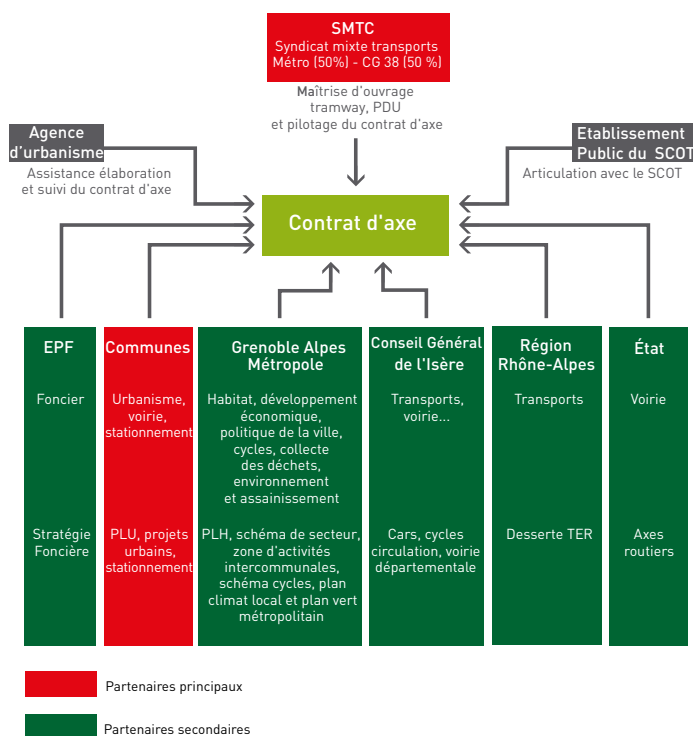 SMTC
Syndicat mixte transports
Métro (50%) - CG 38 (50 %)
Maîtrise d'ouvrage
tramway, PDU
et pilotage du contrat d'axe
Agence
d'urbanisme
Assistance élaboration
et suivi du contrat d'axe
Etablissement
Public du SCOT
Articulation avec le SCOT
Contrat d'axe
EPF
Foncier
Stratégie
Foncière
Communes
Urbanisme,
voirie,
stationnement
PLU, projets
urbains,
stationnement
Grenoble Alpes
Métropole
Habitat, développement
économique,
politique de la ville,
cycles, collecte
des déchets,
environnement
et assainissement
PLH, schéma de secteur,
zone d'activités
intercommunales,
schéma cycles, plan
climat local et plan vert
métropolitain
Conseil Général
de l'Isère
Transports,
voirie...
Cars, cycles
circulation, voirie
départementale
Région
Rhône-Alpes
Transports
Desserte TER
État
Voirie
Axes
routiers
Partenaires principaux
Partenaires secondaires